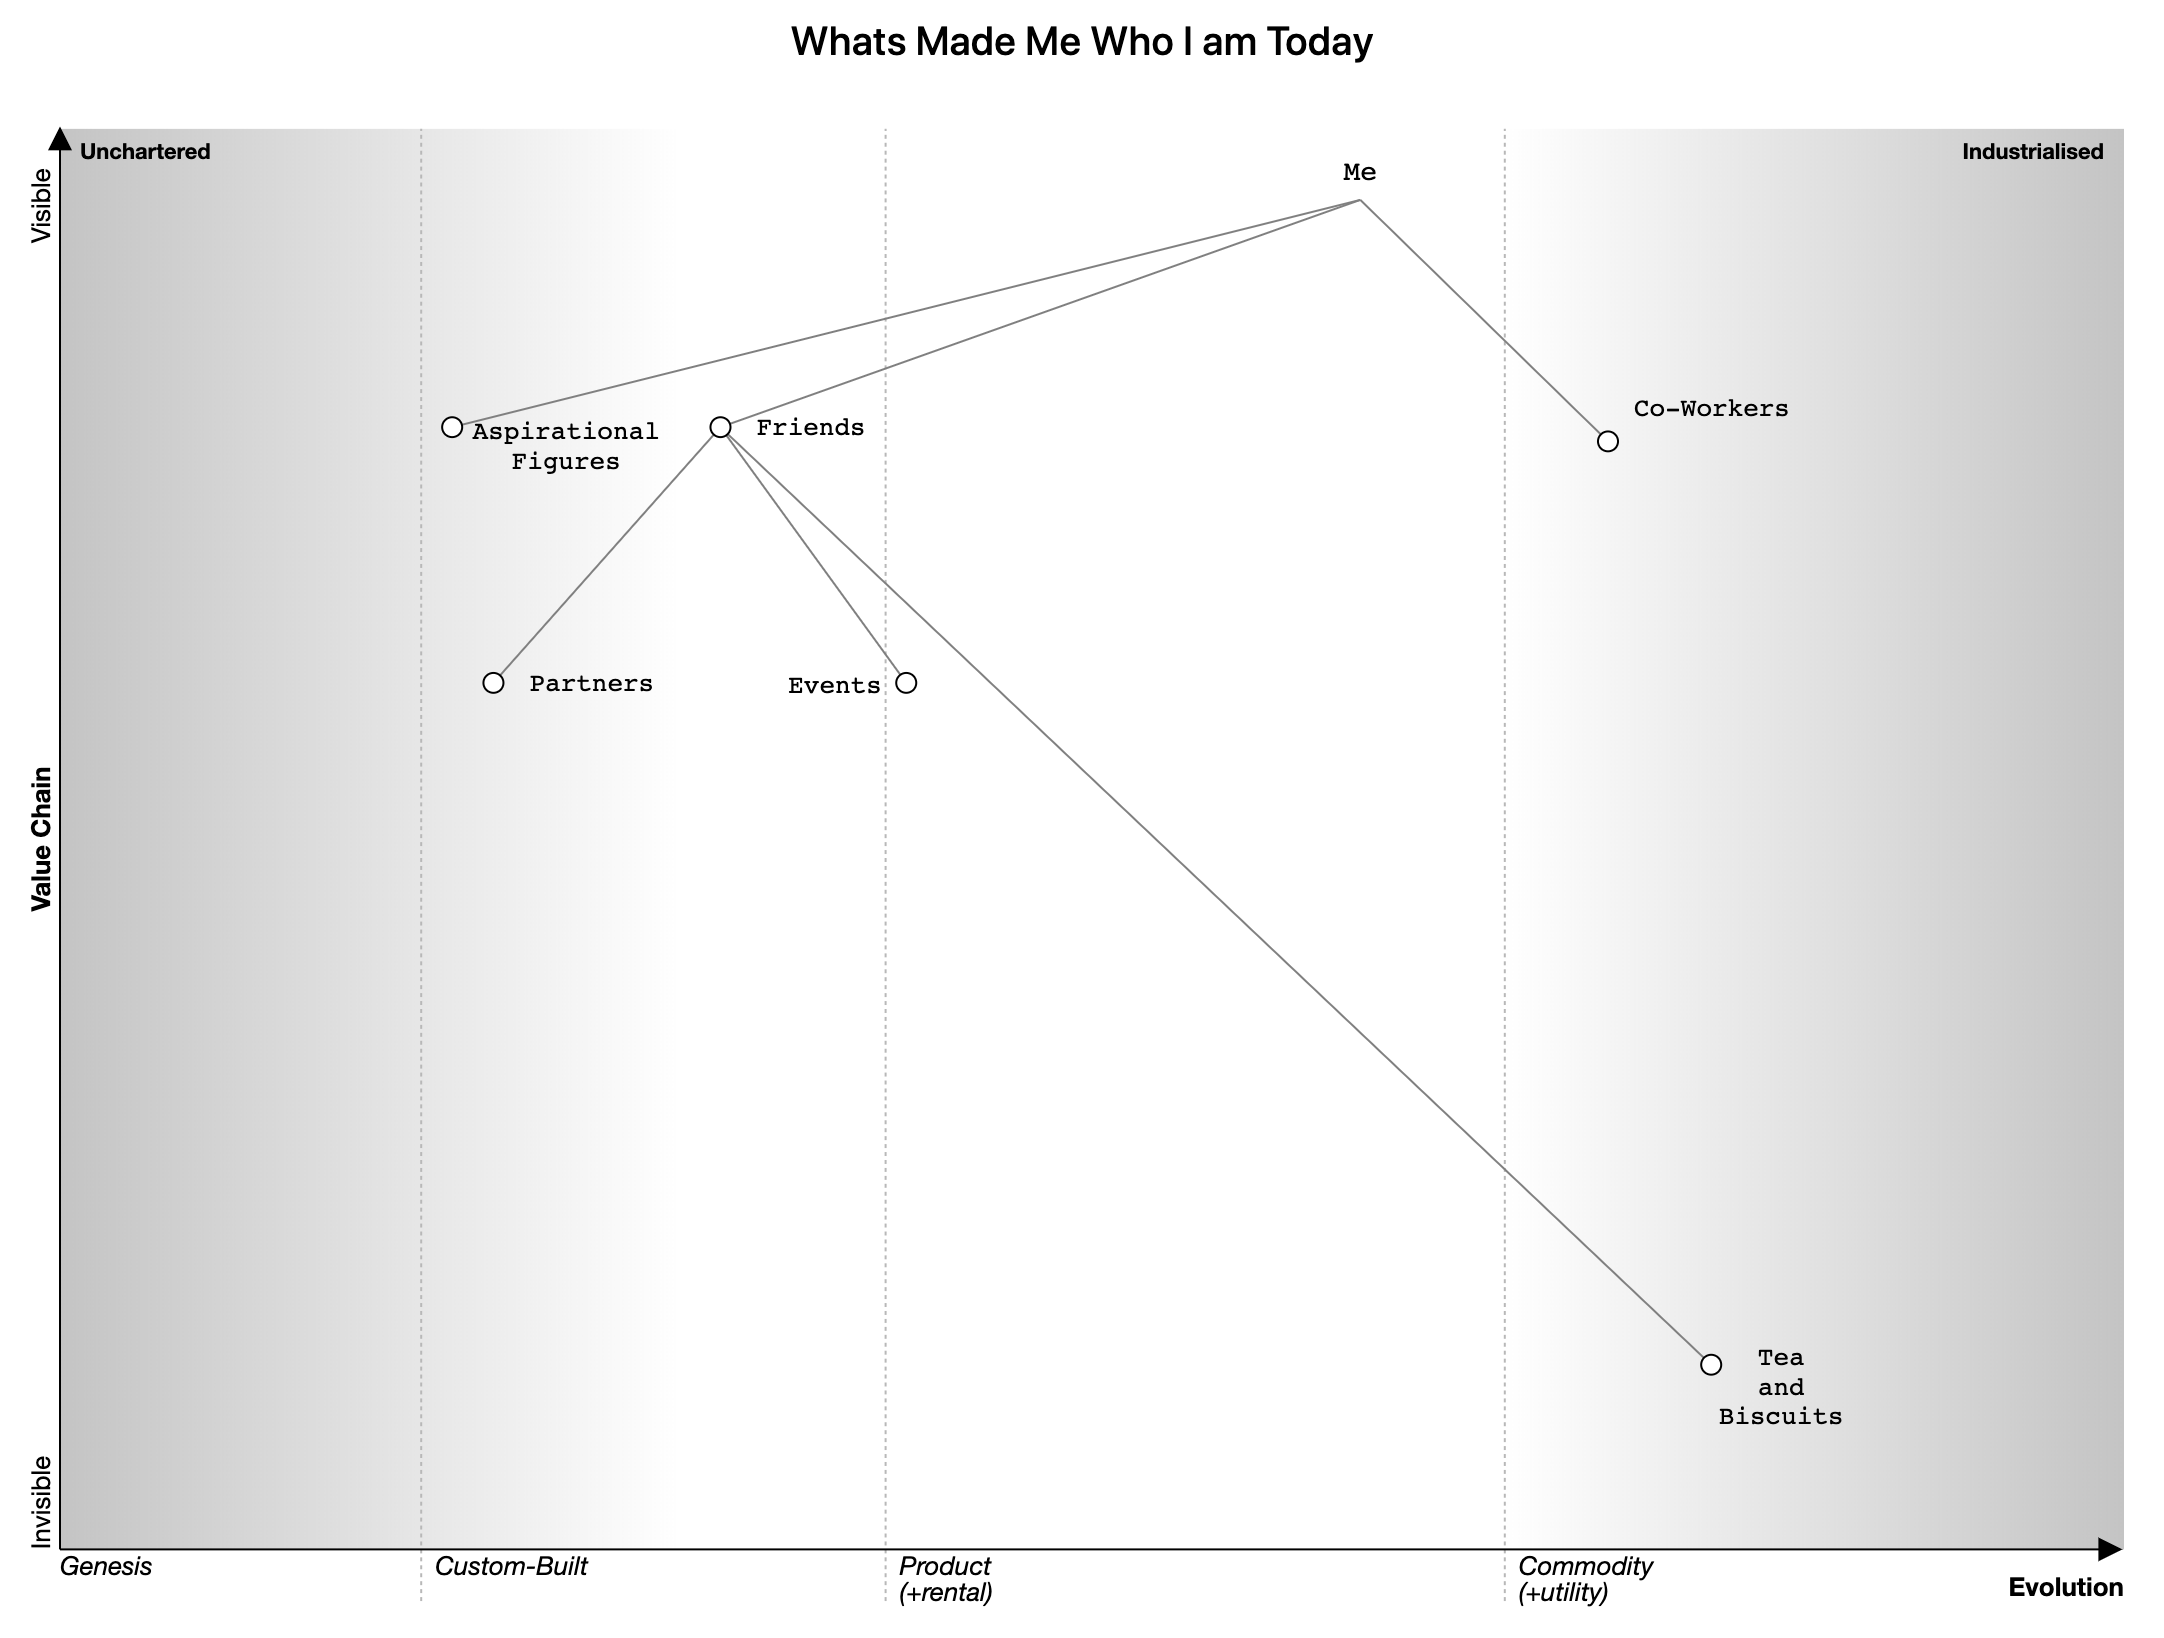 Whats Made Me Who I am Today
Unchartered
Industrialised
Visible
Me
Co-Workers
Aspirational
Figures
Friends
Partners
Events
Value Chain
Tea
and
Biscuits
Invisible
Genesis
Custom-Built
Product
(+rental)
Commodity
(+utility)
Evolution